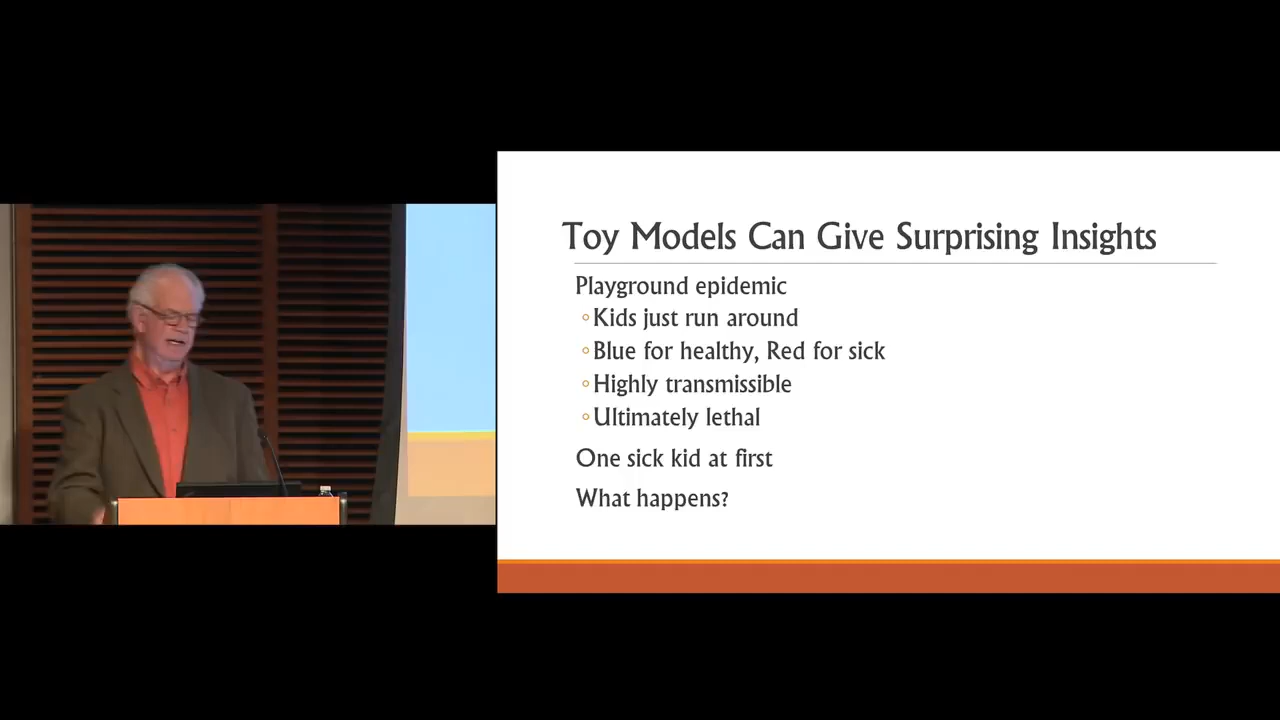 Toy Models Can Give Surprising Insights
Playground epidemic
◦Kids just run around
◦Blue for healthy, Red for sick
◦Highly transmissible
◦Ultimately lethal
One sick kid at first
What happens?